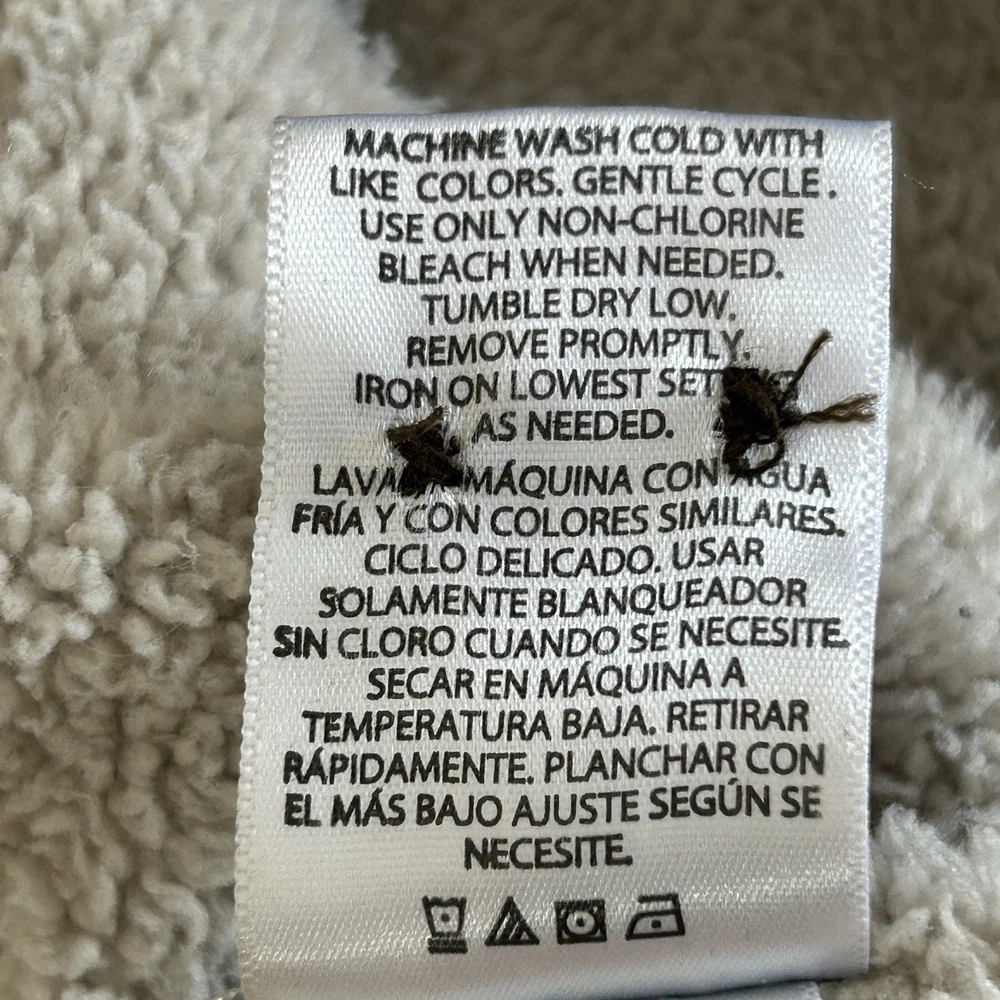 MACHINE WASH COLD WITH
LIKE COLORS. GENTLE CYCLE.
USE ONLY NON-CHLORINE
BLEACH WHEN NEEDED.
TUMBLE DRY LOW.
REMOVE PROMPTLY.
IRON ON LOWEST
AS NEEDED.
MÁQUINA CON AGUA
FRÍA Y CON COLORES SIMILARES.
CICLO DELICADO. USAR
SOLAMENTE BLANQUEADOR
SIN CLORO CUANDO SE NECESITE.
SECAR EN MÁQUINA A
TEMPERATURA BAJA. RETIRAR
RÁPIDAMENTE. PLANCHAR CON
EL MÁS BAJO AJUSTE SEGÚN SE
NECESITE.